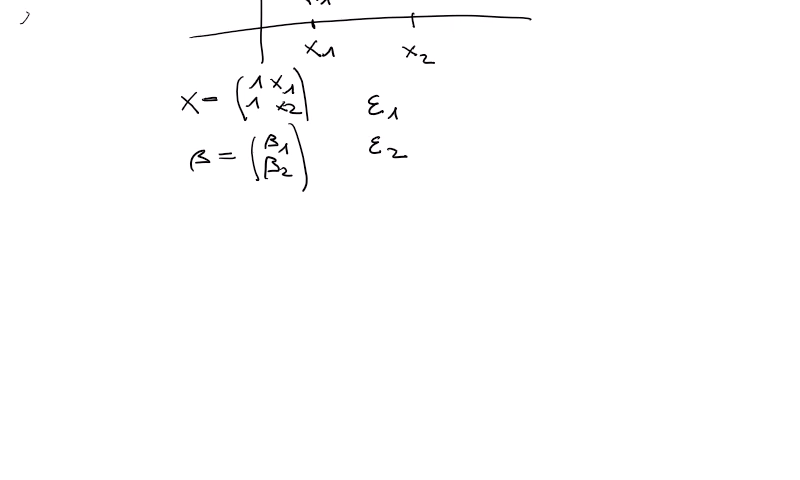 x1 x2
X = (1 x1
1 x2) ε1
β = (β1
β2) ε2